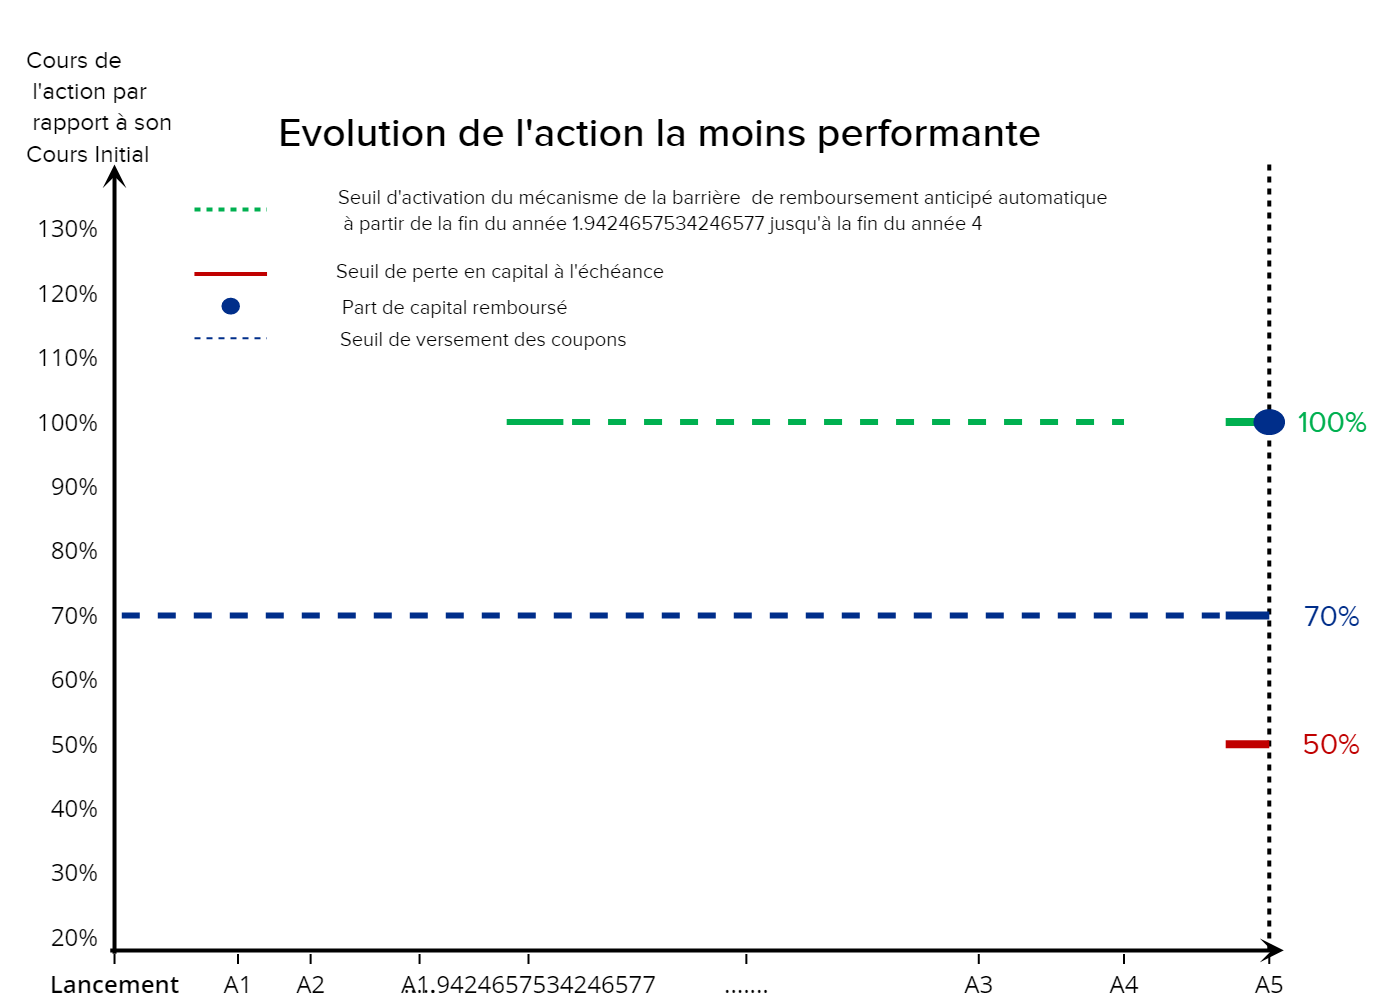 Cours de
l'action par
rapport à son
Cours Initial
Evolution de l'action la moins performante
Seuil d'activation du mécanisme de la barrière  de remboursement anticipé automatique
à partir de la fin du année 1.9424657534246577 jusqu'à la fin du année 4
Seuil de perte en capital à l'échéance
Part de capital remboursé
Seuil de versement des coupons
130%
120%
110%
100%
90%
80%
70%
60%
50%
40%
30%
20%
100%
70%
50%
Lancement
A1
A2
....
A1.9424657534246577
.......
A3
A4
A5